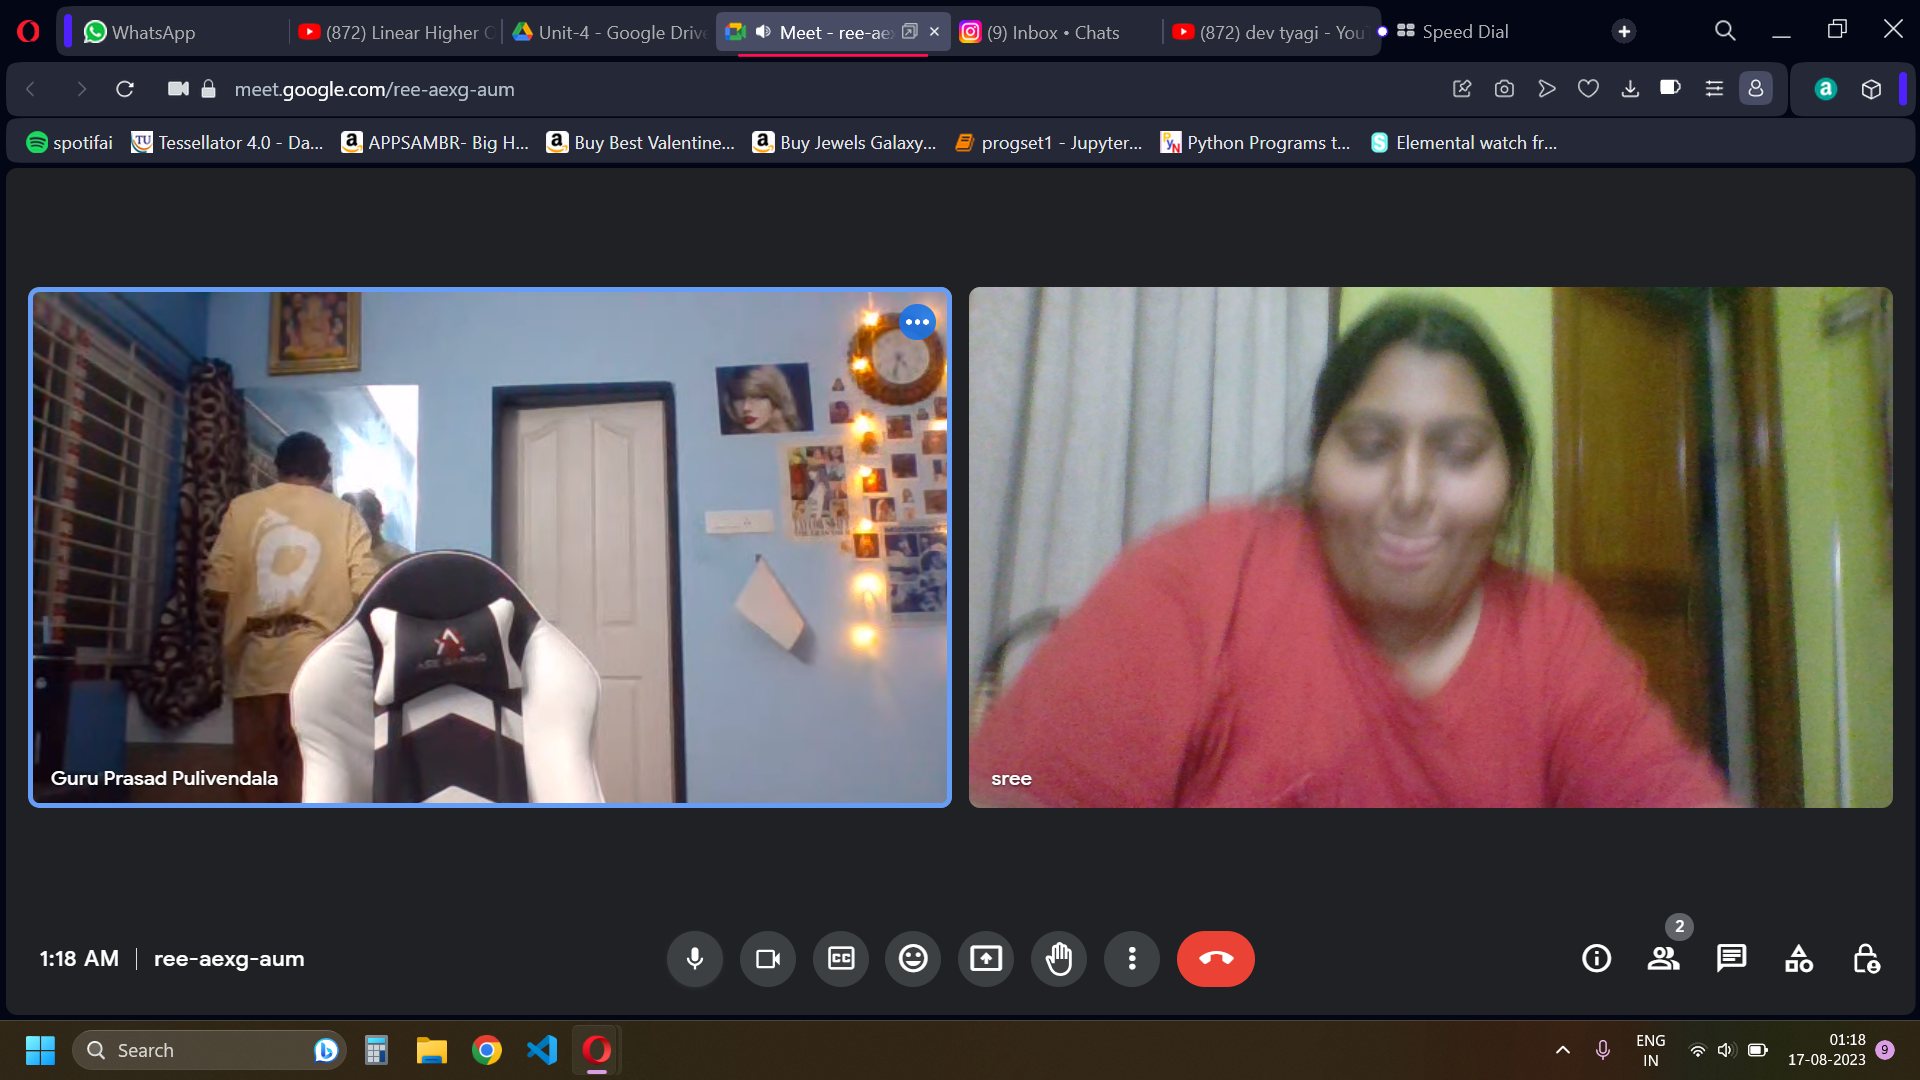 WhatsApp
(872) Linear Higher O
Unit-4 - Google Drive
Meet - ree-aex
(9) Inbox • Chats
(872) dev tyagi - YouT
Speed Dial
meet.google.com/ree-aexg-aum
spotifai
Tessellator 4.0 - Da...
APPSAMBR- Big H...
Buy Best Valentine...
Buy Jewels Galaxy...
progset1 - Jupyter...
Python Programs t...
Elemental watch fr...
Guru Prasad Pulivendala
sree
1:18 AM
ree-aexg-aum
CC
2
Search
ENG
IN
01:18
17-08-2023
9